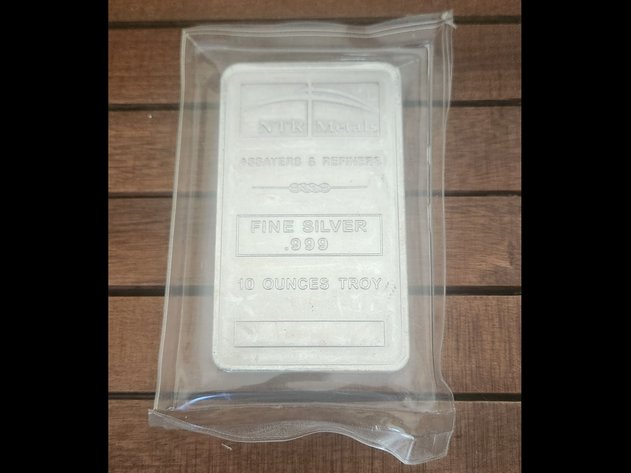 NTR Metals
ASSAYERS & REFINERS
FINE SILVER
.999
10 OUNCES TROY